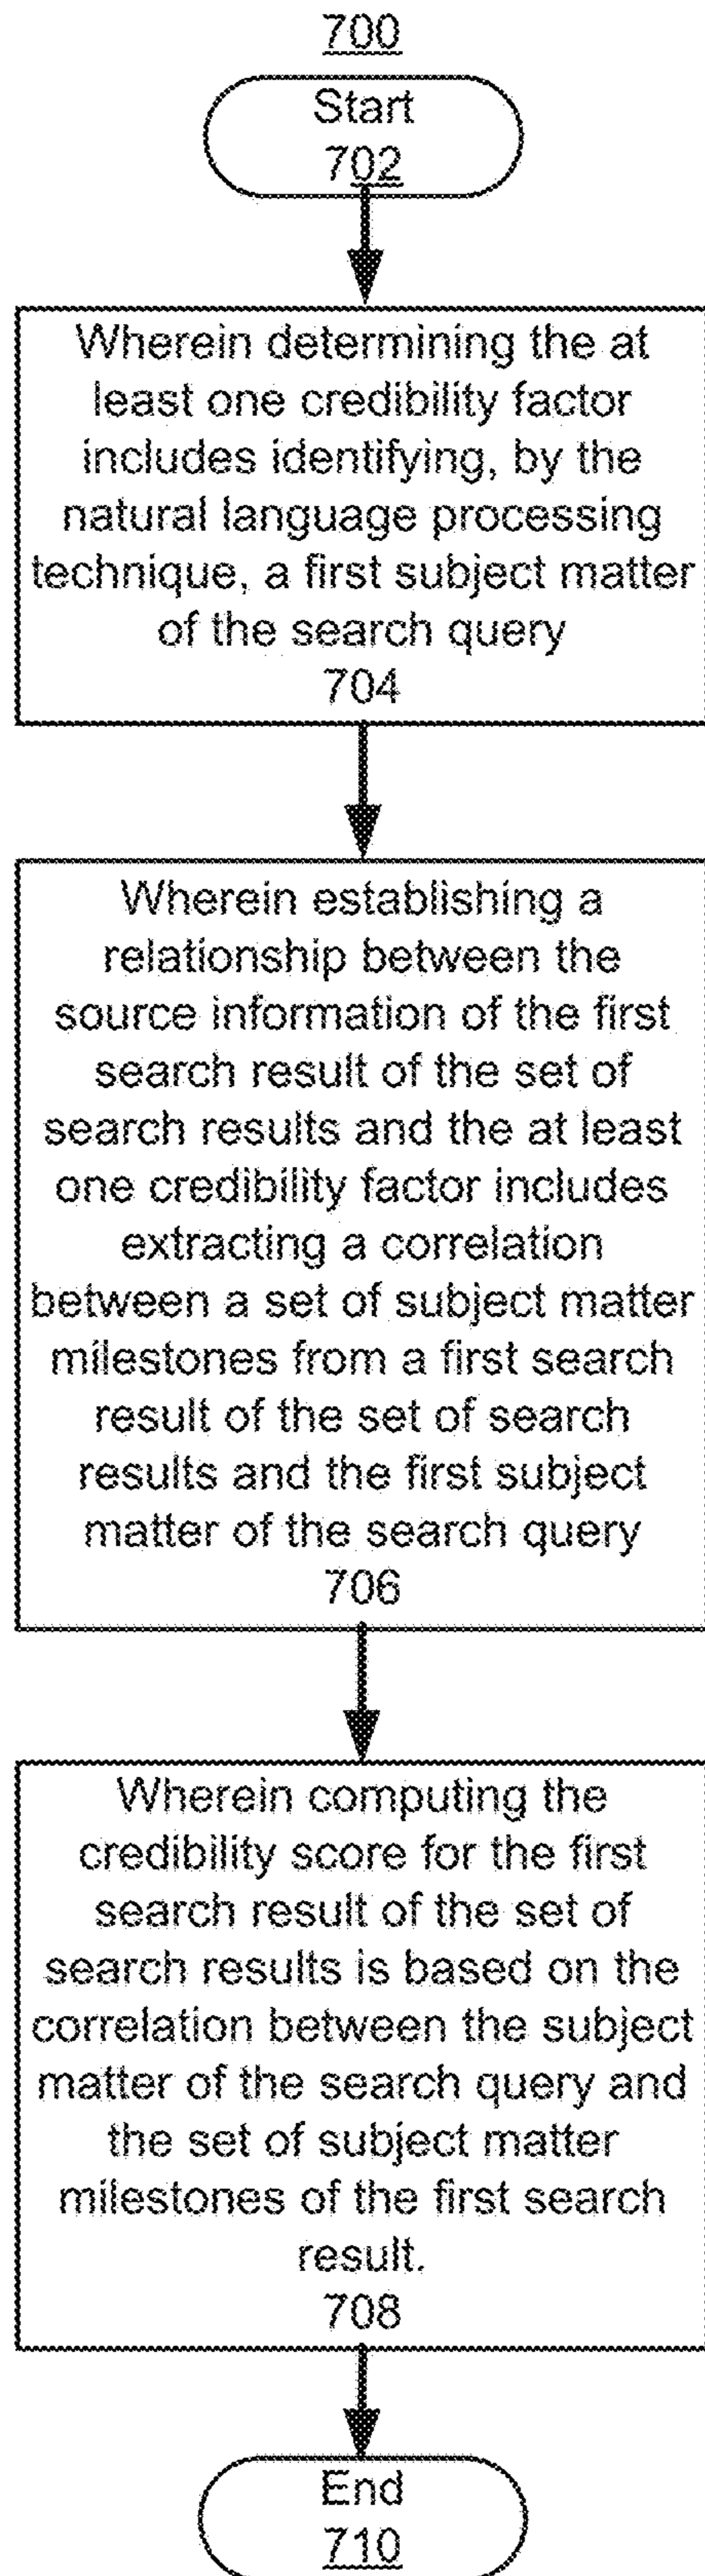 700
Start
702
Wherein determining the at
least one credibility factor
includes identifying, by the
natural language processing
technique, a first subject matter
of the search query
704
Wherein establishing a
relationship between the
source information of the first
search result of the set of
search results and the at least
one credibility factor includes
extracting a correlation
between a set of subject matter
milestones from a first search
result of the set of search
results and the first subject
matter of the search query
706
Wherein computing the
credibility score for the first
search result of the set of
search results is based on the
correlation between the subject
matter of the search query and
the set of subject matter
milestones of the first search
result.
708
End
710